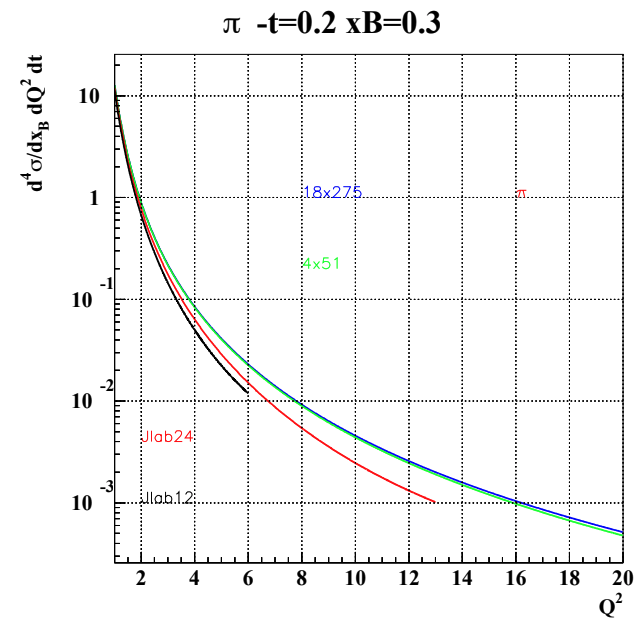 π -t=0.2 xB=0.3
d⁴σ/dx_B dQ² dt
10
1
10⁻¹
10⁻²
10⁻³
18x275
π
4x51
Jlab24
Jlab12
2 4 6 8 10 12 14 16 18 20
Q²